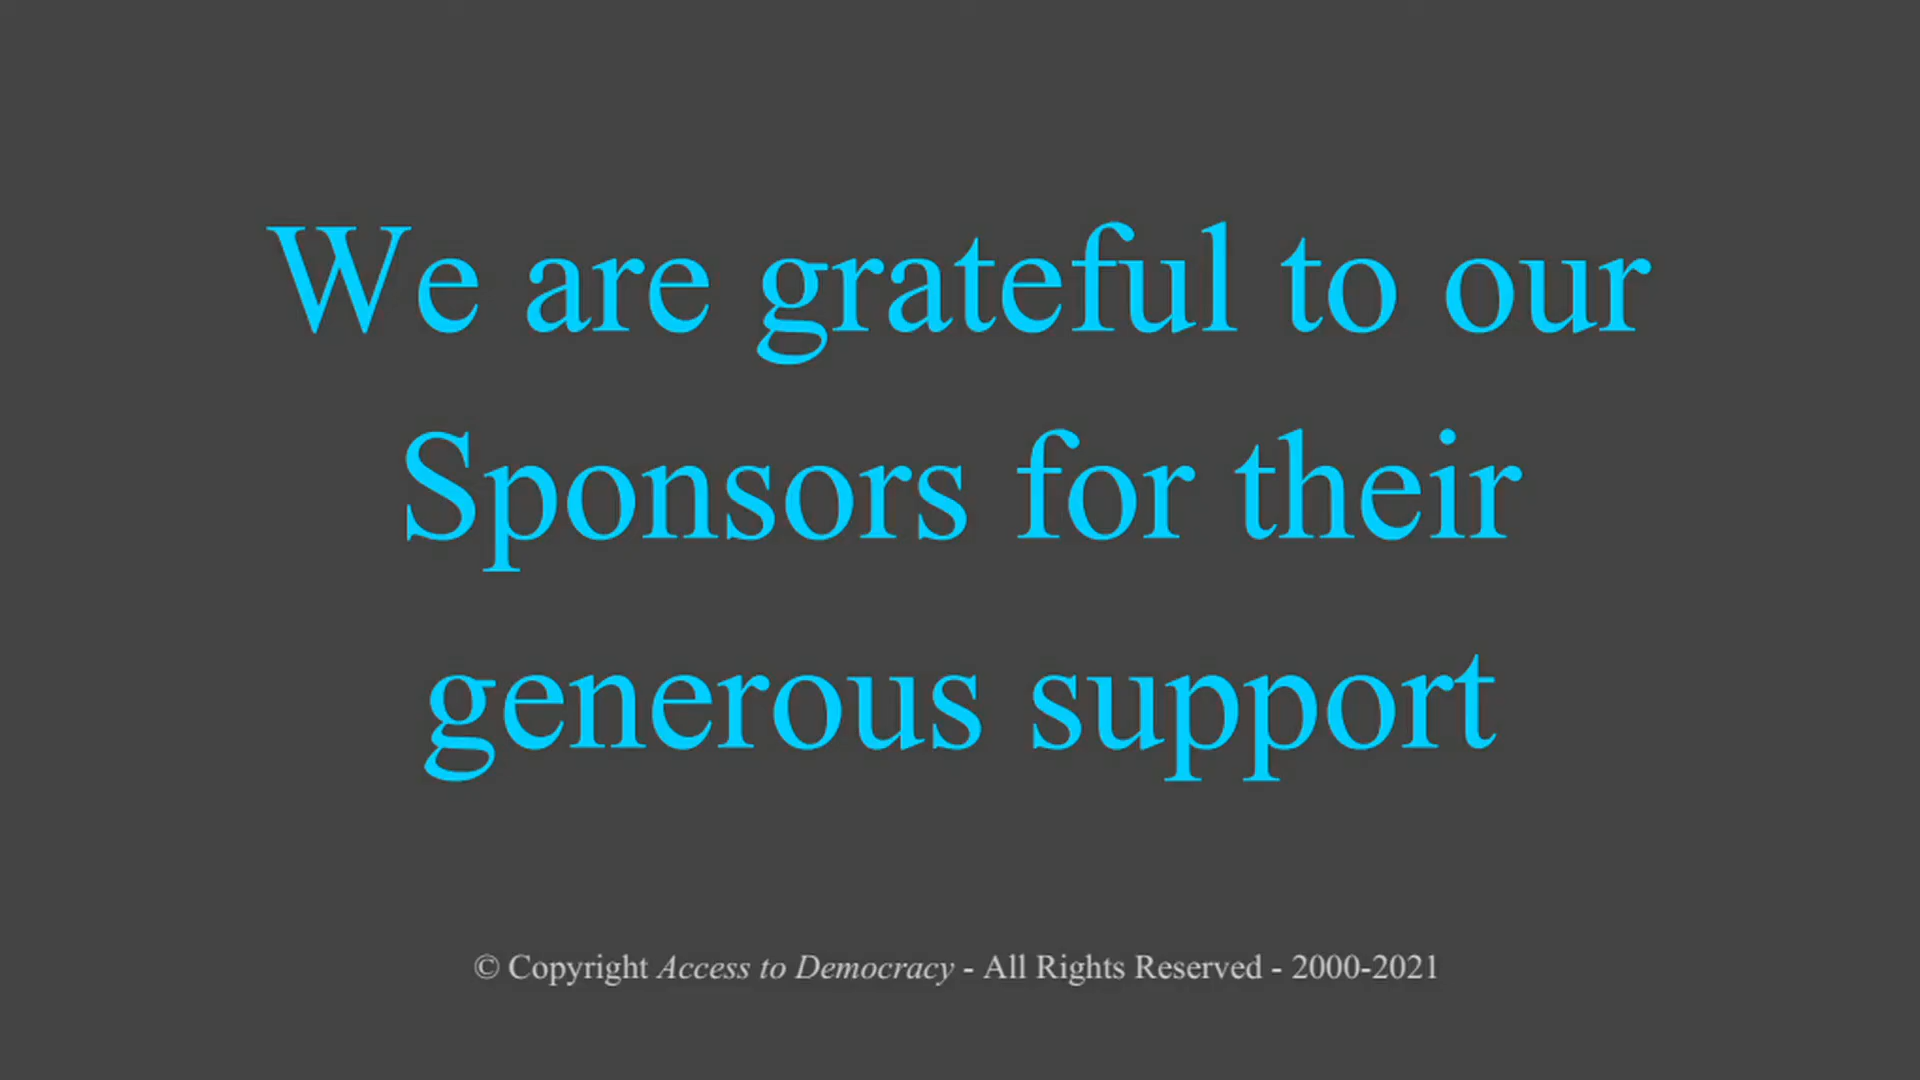 We are grateful to our
Sponsors for their
generous support
© Copyright Access to Democracy - All Rights Reserved - 2000-2021